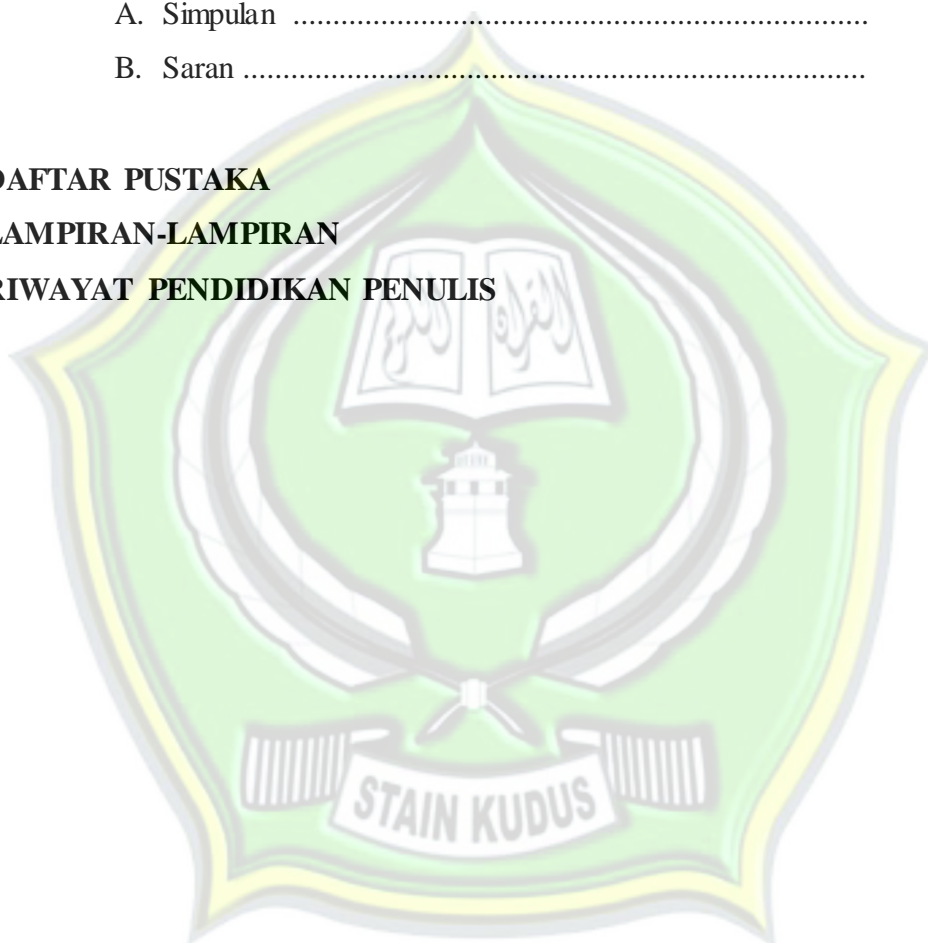 A. Simpulan ........................................................................
B. Saran ..............................................................................
DAFTAR PUSTAKA
LAMPIRAN-LAMPIRAN
RIWAYAT PENDIDIKAN PENULIS
STAIN KUDUS